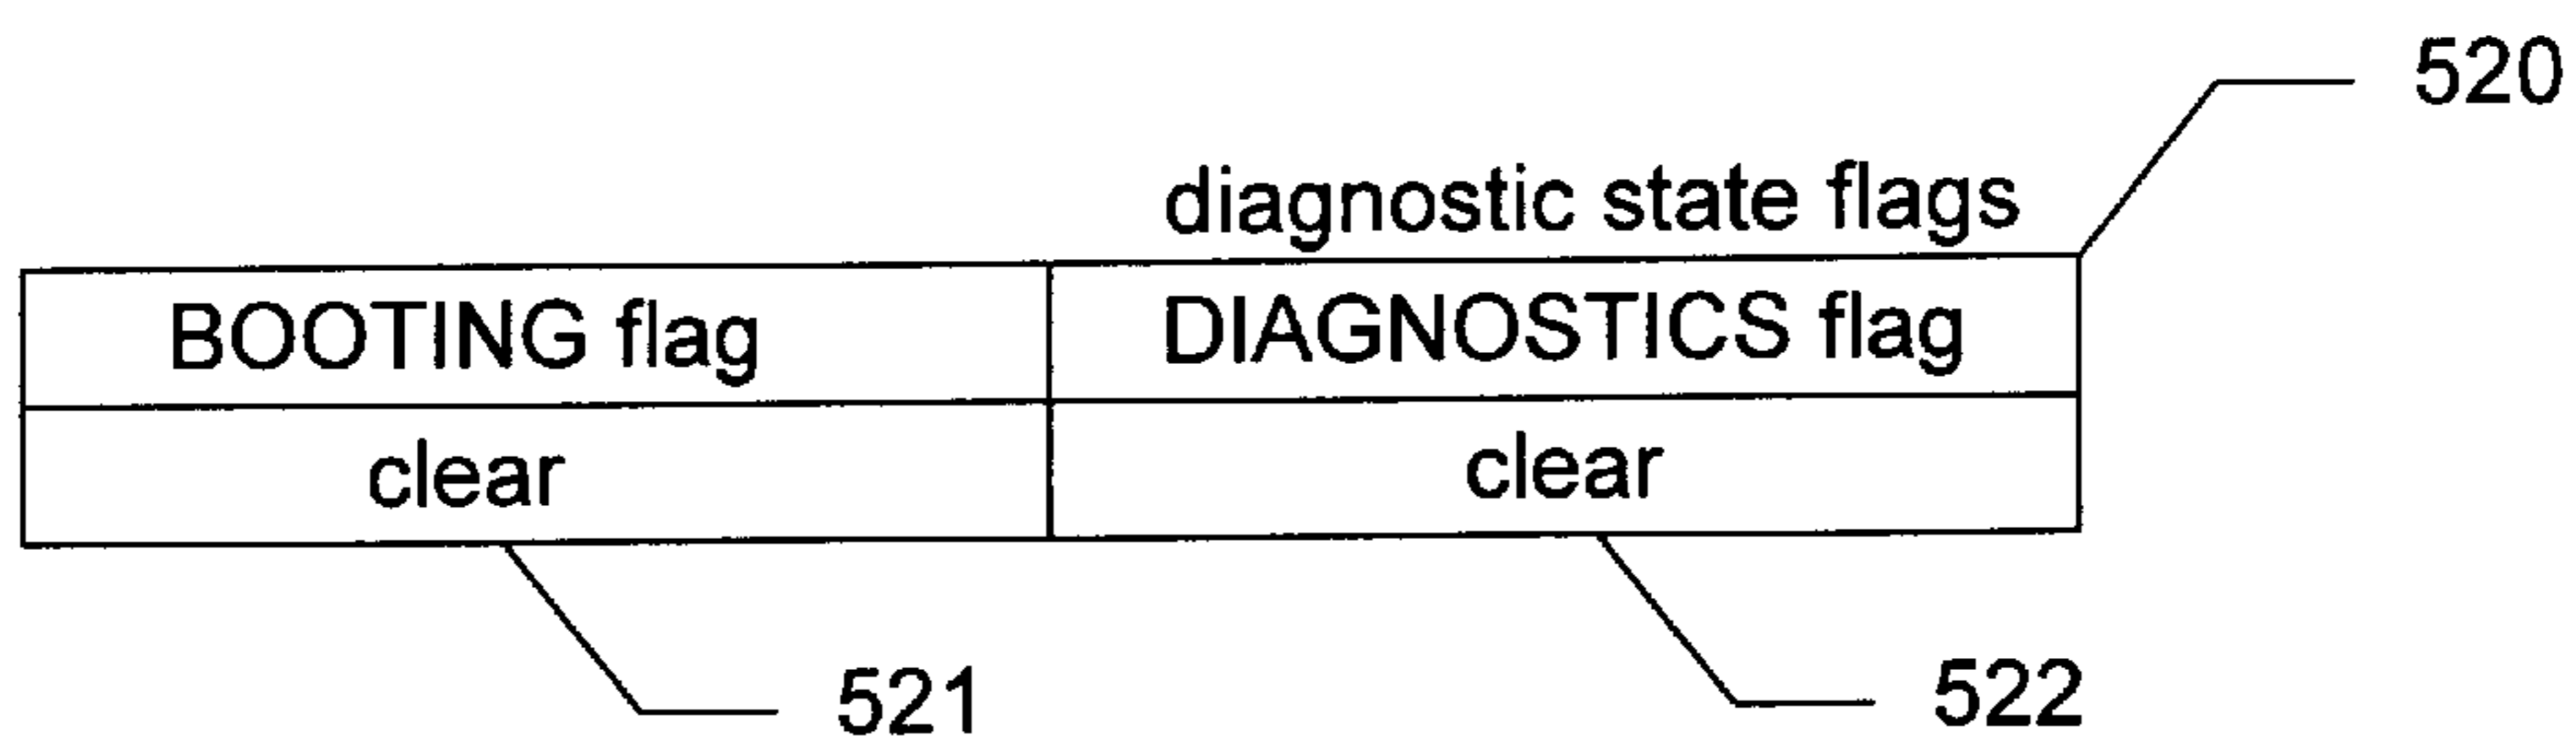 520
diagnostic state flags
BOOTING flag DIAGNOSTICS flag
clear clear
521 522